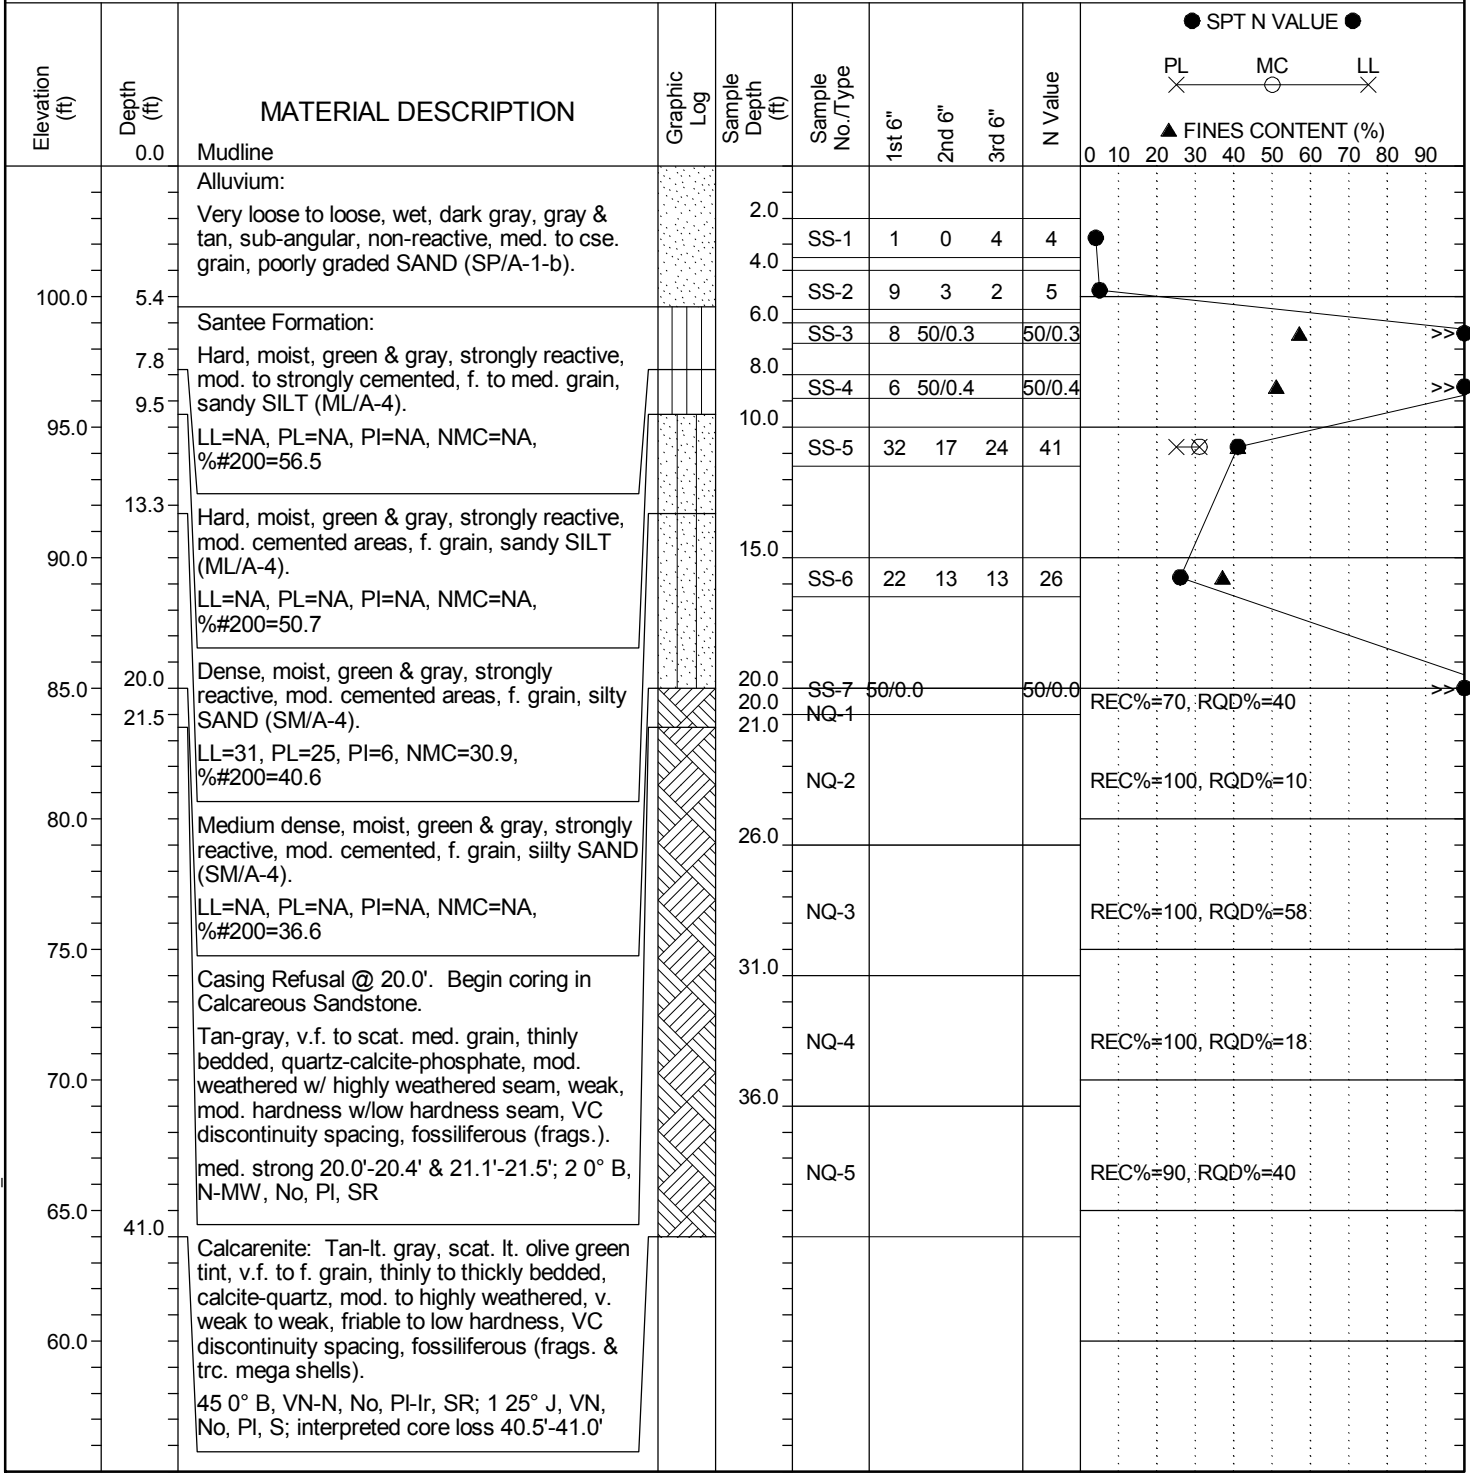 ● SPT N VALUE ●
PL MC LL
▲ FINES CONTENT (%)
0 10 20 30 40 50 60 70 80 90
Elevation (ft)
Depth (ft)
MATERIAL DESCRIPTION
Graphic Log
Sample Depth (ft)
Sample No./Type
1st 6"
2nd 6"
3rd 6"
N Value
0.0 Mudline
Alluvium:
Very loose to loose, wet, dark gray, gray &
tan, sub-angular, non-reactive, med. to cse.
grain, poorly graded SAND (SP/A-1-b).
Santee Formation:
Hard, moist, green & gray, strongly reactive,
mod. to strongly cemented, f. to med. grain,
sandy SILT (ML/A-4).
LL=NA, PL=NA, PI=NA, NMC=NA,
%#200=56.5
Hard, moist, green & gray, strongly reactive,
mod. cemented areas, f. grain, sandy SILT
(ML/A-4).
LL=NA, PL=NA, PI=NA, NMC=NA,
%#200=50.7
Dense, moist, green & gray, strongly
reactive, mod. cemented areas, f. grain, silty
SAND (SM/A-4).
LL=31, PL=25, PI=6, NMC=30.9,
%#200=40.6
Medium dense, moist, green & gray, strongly
reactive, mod. cemented, f. grain, siilty SAND
(SM/A-4).
LL=NA, PL=NA, PI=NA, NMC=NA,
%#200=36.6
Casing Refusal @ 20.0'. Begin coring in
Calcareous Sandstone.
Tan-gray, v.f. to scat. med. grain, thinly
bedded, quartz-calcite-phosphate, mod.
weathered w/ highly weathered seam, weak,
mod. hardness w/low hardness seam, VC
discontinuity spacing, fossiliferous (frags.).
med. strong 20.0'-20.4' & 21.1'-21.5'; 2 0° B,
N-MW, No, Pl, SR
Calcarenite: Tan-lt. gray, scat. lt. olive green
tint, v.f. to f. grain, thinly to thickly bedded,
calcite-quartz, mod. to highly weathered, v.
weak to weak, friable to low hardness, VC
discontinuity spacing, fossiliferous (frags. &
trc. mega shells).
45 0° B, VN-N, No, Pl-Ir, SR; 1 25° J, VN,
No, Pl, S; interpreted core loss 40.5'-41.0'
100.0
95.0
90.0
85.0
80.0
75.0
70.0
65.0
60.0
5.4
7.8
9.5
13.3
20.0
21.5
41.0
2.0
4.0
6.0
8.0
10.0
15.0
20.0
20.0
21.0
26.0
31.0
36.0
SS-1 1 0 4 4
SS-2 9 3 2 5
SS-3 8 50/0.3 50/0.3 >>
SS-4 6 50/0.4 50/0.4 >>
SS-5 32 17 24 41
SS-6 22 13 13 26
SS-7 50/0.0 50/0.0 >>
NQ-1 REC%=70, RQD%=40
NQ-2 REC%=100, RQD%=10
NQ-3 REC%=100, RQD%=58
NQ-4 REC%=100, RQD%=18
NQ-5 REC%=90, RQD%=40